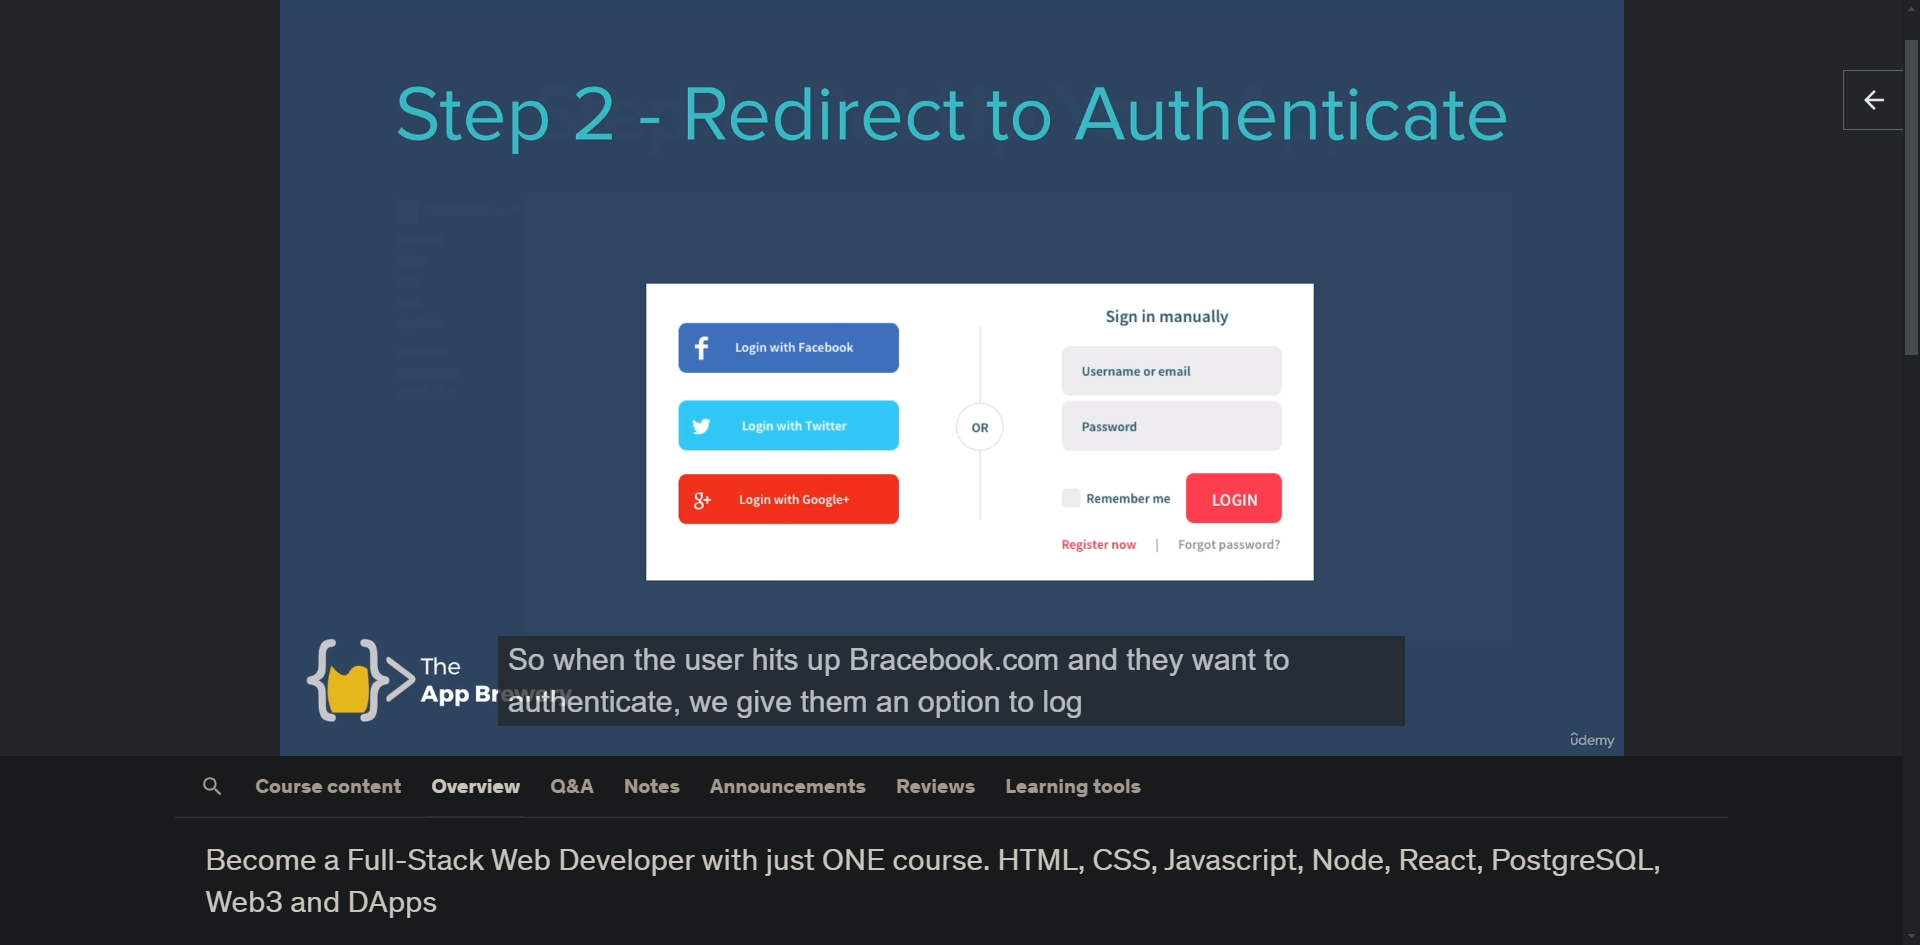 Step 2 - Redirect to Authenticate
Login with Facebook
Login with Twitter
Login with Google+
OR
Sign in manually
Username or email
Password
Remember me
LOGIN
Register now | Forgot password?
The
App Brewery
So when the user hits up Bracebook.com and they want to
authenticate, we give them an option to log
ûdemy
Course content Overview Q&A Notes Announcements Reviews Learning tools
Become a Full-Stack Web Developer with just ONE course. HTML, CSS, Javascript, Node, React, PostgreSQL,
Web3 and DApps